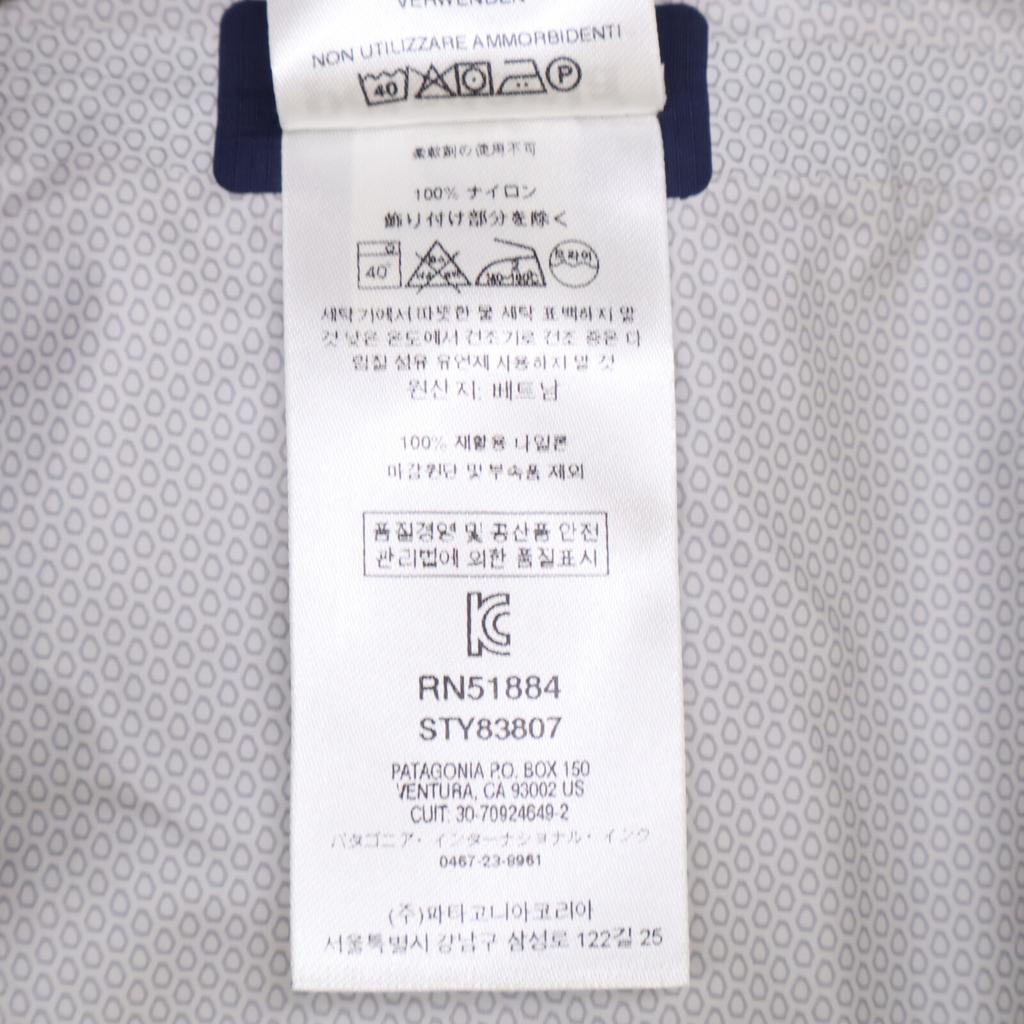 VERWENDEN
NON UTILIZZARE AMMORBIDENTI
40 P
柔軟剤の使用不可
100% ナイロン
飾り付け部分を除く
40° 180-190℃ 드라이
세탁기에서 따뜻한 물 세탁 표백하지 말
것 낮은 온도에서 건조기로 건조 좋은 다
림질 섬유 유연제 사용하지 말 것
원산지: 베트남
100% 재활용 나일론
마감원단 및 부속품 제외
품질경영 및 공산품 안전
관리법에 의한 품질표시
KC
RN51884
STY83807
PATAGONIA P.O. BOX 150
VENTURA, CA 93002 US
CUIT: 30-70924649-2
パタゴニア・インターナショナル・インク
0467-23-8961
(주)파타고니아코리아
서울특별시 강남구 삼성로 122길 25